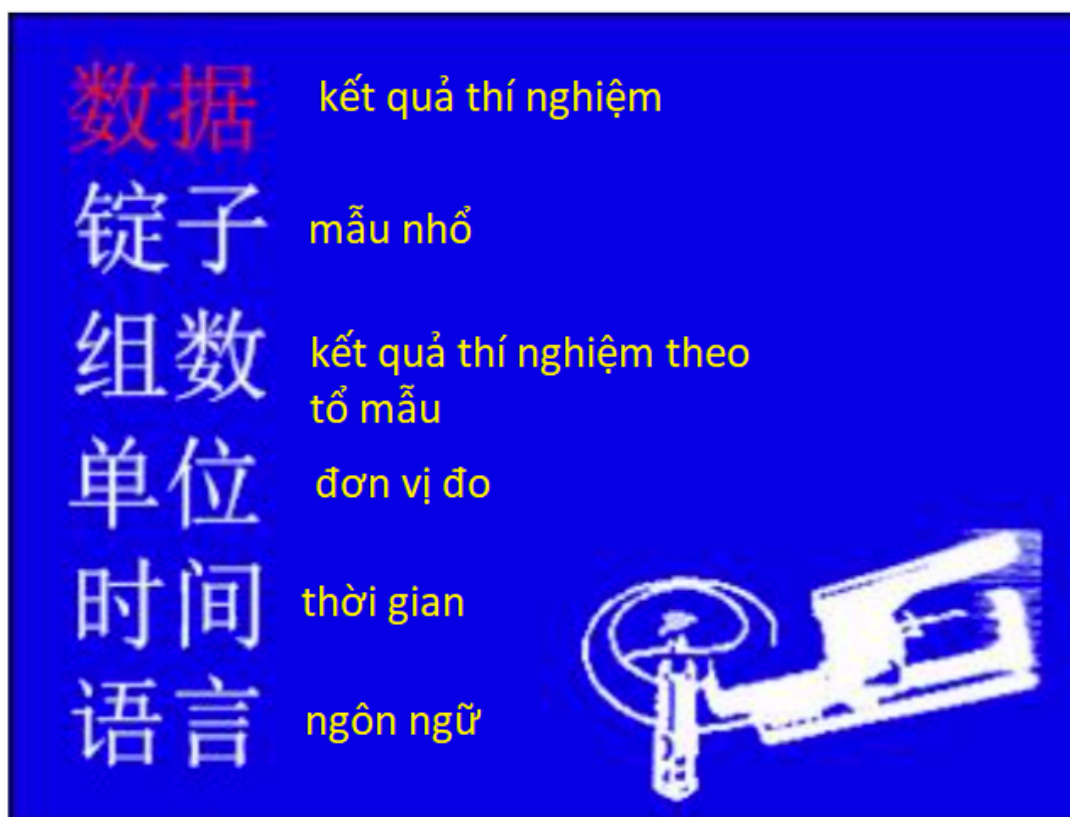 数据 kết quả thí nghiệm
锭子 mẫu nhổ
组数 kết quả thí nghiệm theo
tổ mẫu
单位 đơn vị đo
时间 thời gian
语言 ngôn ngữ